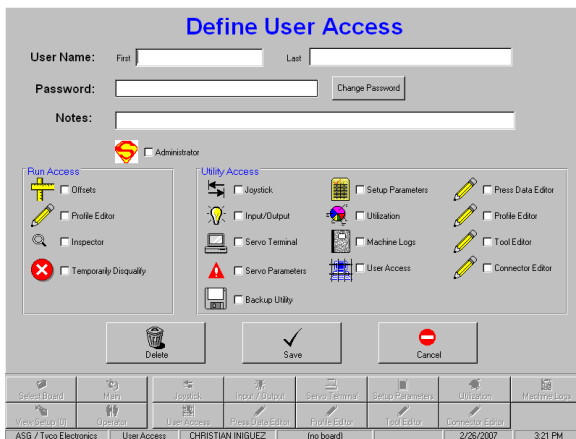 Define User Access
User Name: First Last
Password: Change Password
Notes:
Administrator
Run Access Utility Access
Offsets Joystick Setup Parameters Press Data Editor
Profile Editor Input/Output Utilization Profile Editor
Inspector Servo Terminal Machine Logs Tool Editor
Temporarily Disqualify Servo Parameters User Access Connector Editor
Backup Utility
Delete Save Cancel
Select Board Main Joystick Input / Output Servo Terminal Setup Parameters Utilization Machine Logs
View Setup [U] Operator User Access Press Data Editor Profile Editor Tool Editor Connector Editor
ASG / Tyco Electronics User Access CHRISTIAN INIGUEZ (no board) 2/26/2007 3:21 PM